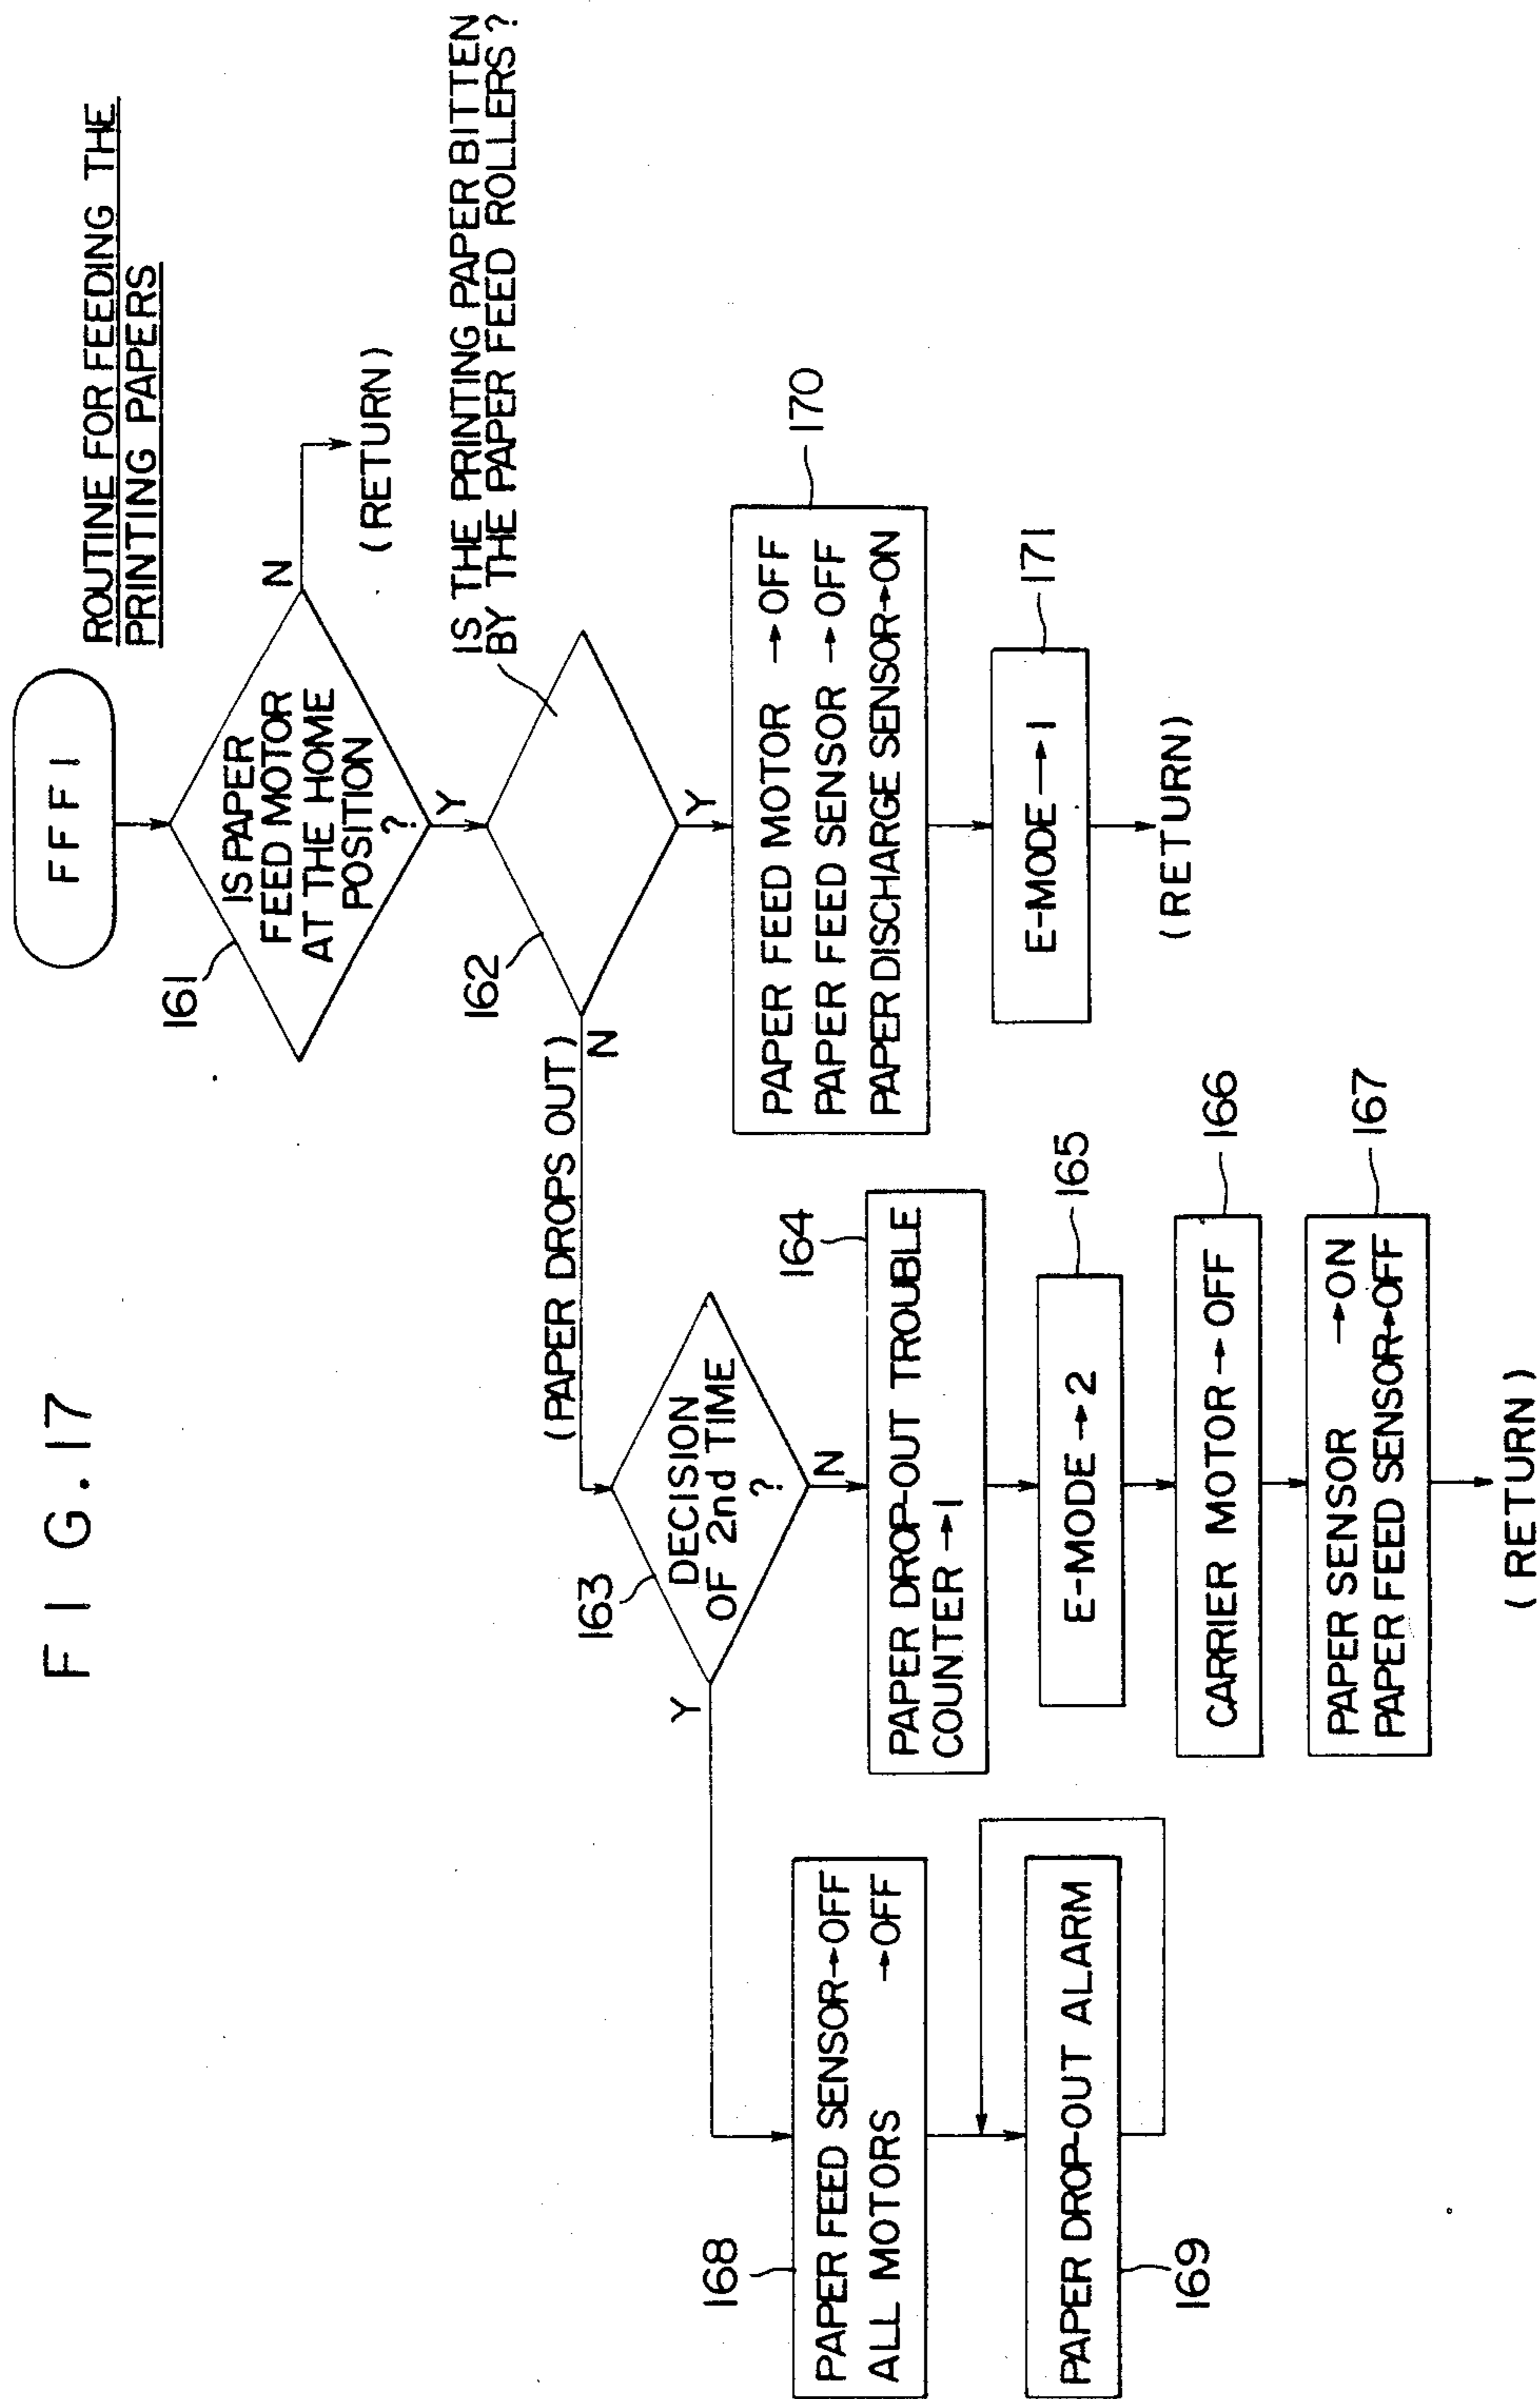 F I G. 17
FFF1
ROUTINE FOR FEEDING THE
PRINTING PAPERS
161
IS PAPER
FEED MOTOR
AT THE HOME
POSITION
?
N
(RETURN)
Y
162
IS THE PRINTING PAPER BITTEN
BY THE PAPER FEED ROLLERS?
(PAPER DROPS OUT)
N
Y
163
DECISION
OF 2nd TIME
?
Y
N
164
PAPER DROP-OUT TROUBLE
COUNTER→1
165
E-MODE→2
166
CARRIER MOTOR→OFF
167
PAPER SENSOR →ON
PAPER FEED SENSOR→OFF
(RETURN)
168
PAPER FEED SENSOR→OFF
ALL MOTORS →OFF
169
PAPER DROP-OUT ALARM
170
PAPER FEED MOTOR →OFF
PAPER FEED SENSOR →OFF
PAPER DISCHARGE SENSOR→ON
171
E-MODE→1
(RETURN)